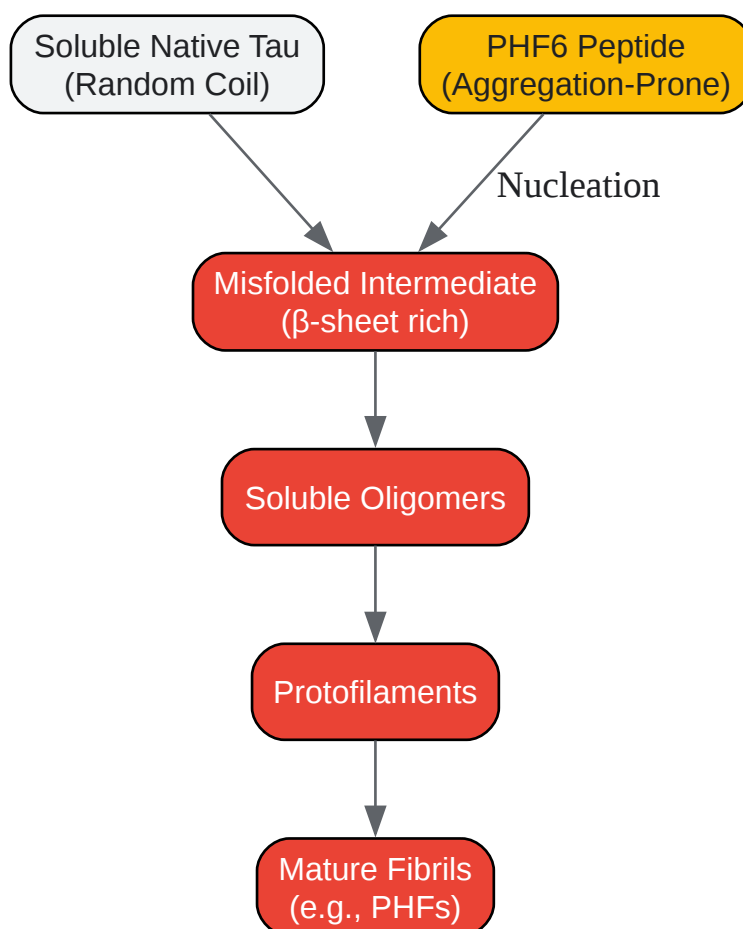 Soluble Native Tau
(Random Coil)
PHF6 Peptide
(Aggregation-Prone)
Nucleation
Misfolded Intermediate
(β-sheet rich)
Soluble Oligomers
Protofilaments
Mature Fibrils
(e.g., PHFs)